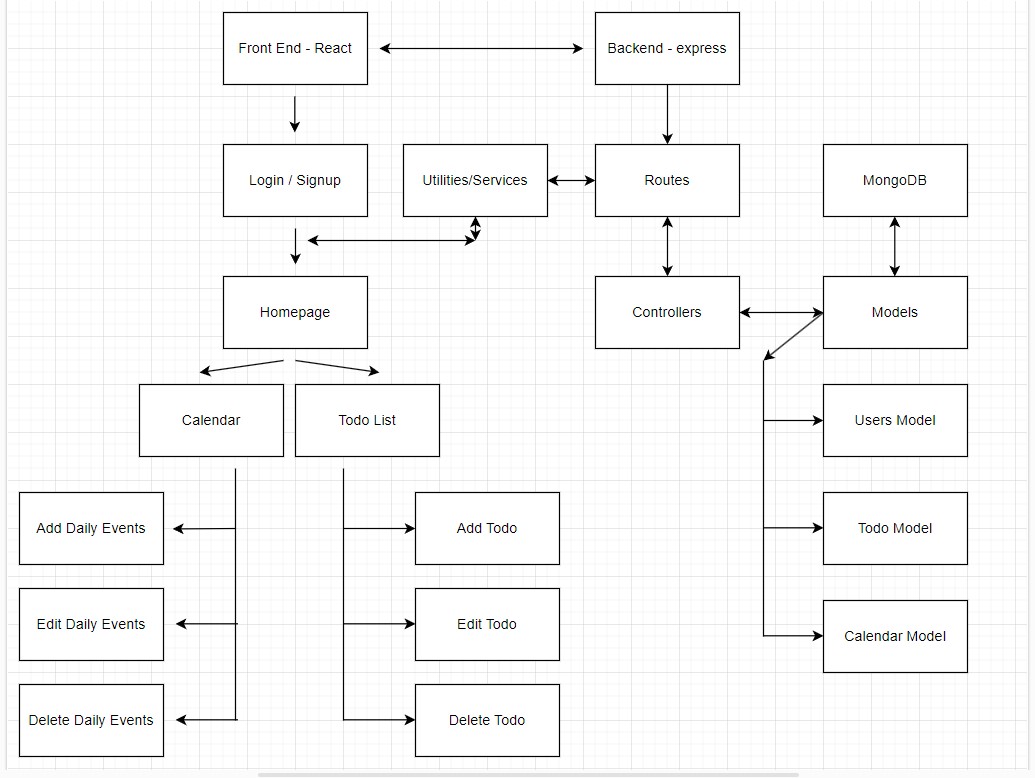 Front End - React
Backend - express
Login / Signup
Utilities/Services
Routes
MongoDB
Homepage
Controllers
Models
Calendar
Todo List
Users Model
Add Daily Events
Add Todo
Todo Model
Edit Daily Events
Edit Todo
Calendar Model
Delete Daily Events
Delete Todo